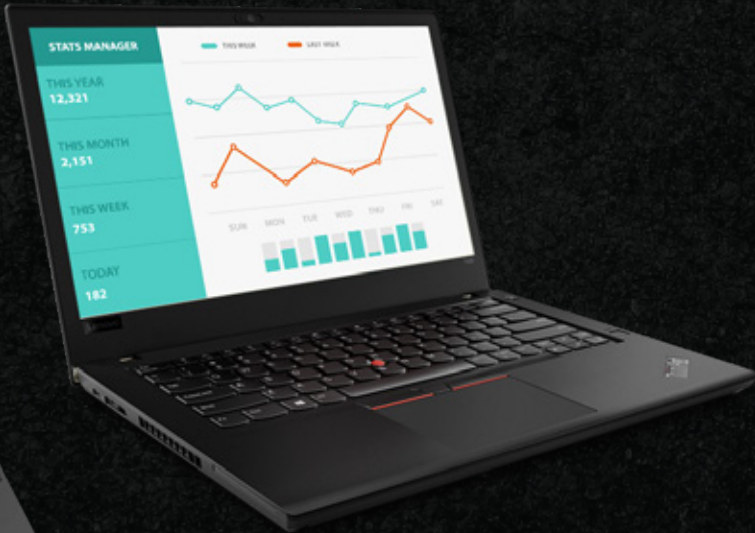 STATS MANAGER
THIS WEEK
LAST WEEK
THIS YEAR
12,321
THIS MONTH
2,151
THIS WEEK
753
TODAY
182
SUN MON TUE WED THU FRI SAT